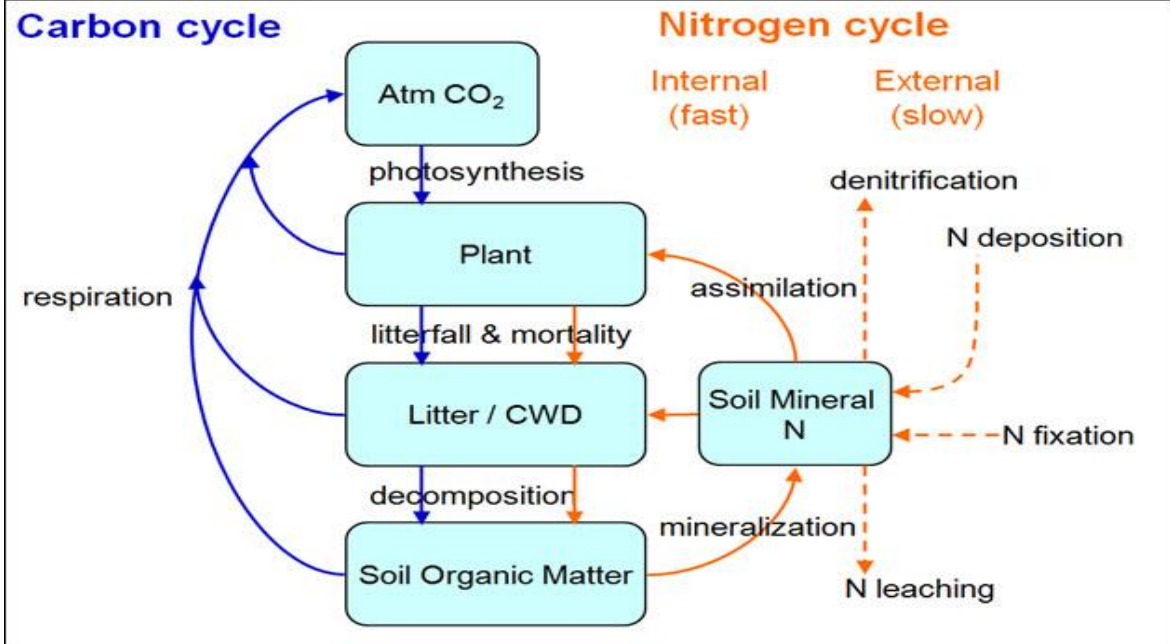 Carbon cycle
Nitrogen cycle
Internal
(fast)
External
(slow)
Atm CO₂
photosynthesis
denitrification
Plant
N deposition
respiration
assimilation
litterfall & mortality
Litter / CWD
Soil Mineral
N
N fixation
decomposition
mineralization
Soil Organic Matter
N leaching